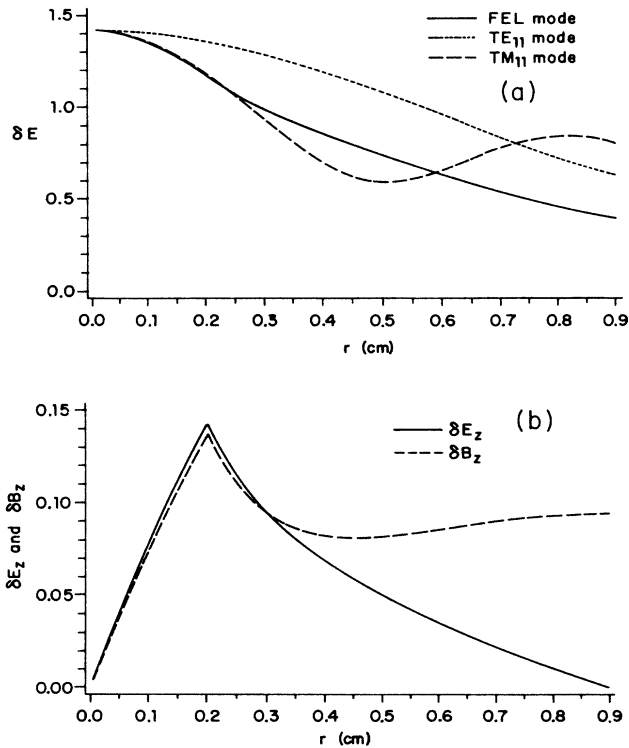 FEL mode
TE11 mode
TM11 mode
(a)
1.5
1.0
0.5
0.0
δE
0.0 0.1 0.2 0.3 0.4 0.5 0.6 0.7 0.8 0.9
r (cm)
(b)
δEz
δBz
0.15
0.10
0.05
0.00
δEz and δBz
0.0 0.1 0.2 0.3 0.4 0.5 0.6 0.7 0.8 0.9
r (cm)